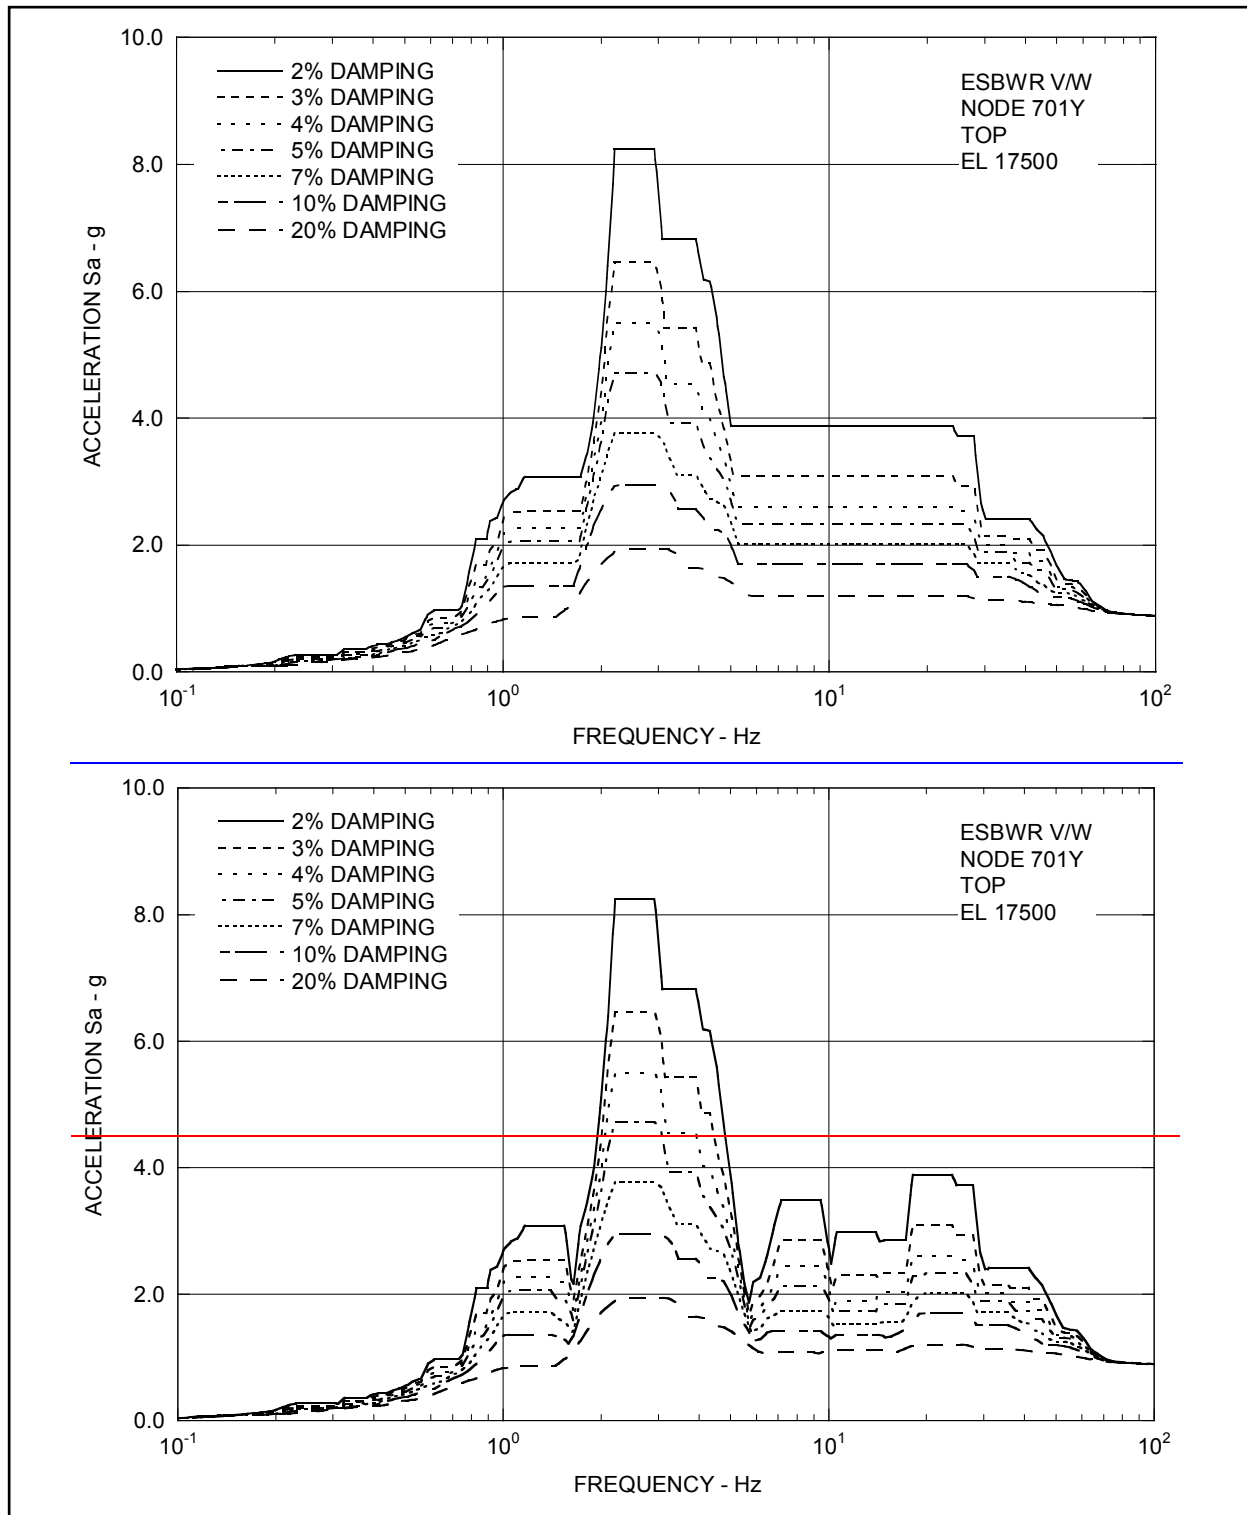 10.0
8.0
6.0
4.0
2.0
0.0
ACCELERATION Sa - g
2% DAMPING
3% DAMPING
4% DAMPING
5% DAMPING
7% DAMPING
10% DAMPING
20% DAMPING
ESBWR V/W
NODE 701Y
TOP
EL 17500
10⁻¹ 10⁰ 10¹ 10²
FREQUENCY - Hz
10.0
8.0
6.0
4.0
2.0
0.0
ACCELERATION Sa - g
2% DAMPING
3% DAMPING
4% DAMPING
5% DAMPING
7% DAMPING
10% DAMPING
20% DAMPING
ESBWR V/W
NODE 701Y
TOP
EL 17500
10⁻¹ 10⁰ 10¹ 10²
FREQUENCY - Hz